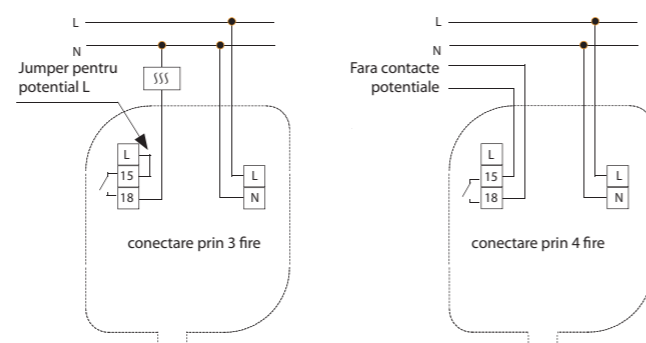 L
N
Jumper pentru
potential L
L
15
18
L
N
conectare prin 3 fire
L
N
Fara contacte
potentiale
L
15
18
L
N
conectare prin 4 fire